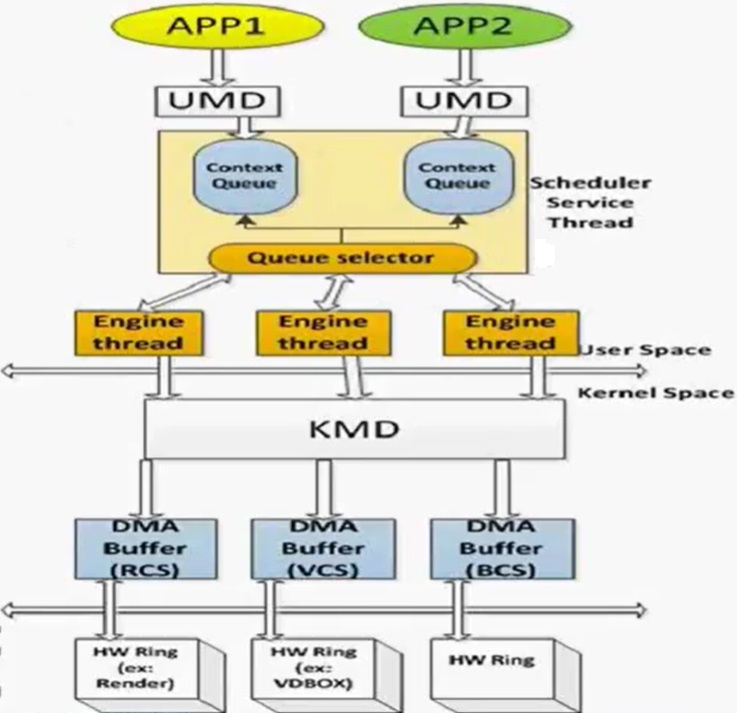 APP1
APP2
UMD
UMD
Context
Queue
Context
Queue
Scheduler
Service
Thread
Queue selector
Engine
thread
Engine
thread
Engine
thread
User Space
Kernel Space
KMD
DMA
Buffer
(RCS)
DMA
Buffer
(VCS)
DMA
Buffer
(BCS)
HW Ring
(ex:
Render)
HW Ring
(ex:
VDBOX)
HW Ring